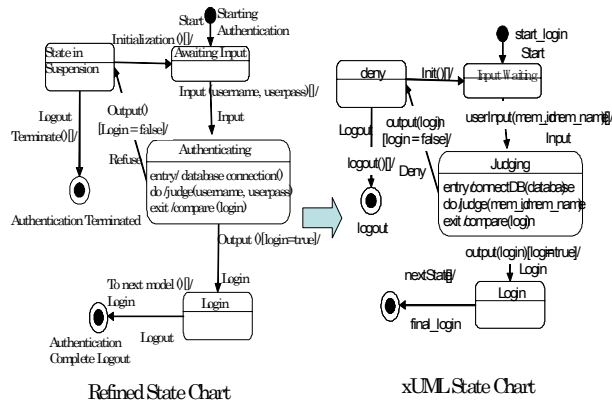 Start
Starting
Authentication
Initialization ()[]/
State in
Suspension
Awaiting Input
Input (username, userpass)[]/
Input
Logout
Terminate()[]/
Output()
[Login = false]/
Refuse
Authenticating
entry/ database connection()
do /judge(username, userpass)
exit /compare (login)
Authentication Terminated
Output ()[login=true]/
Login
To next model ()[]/
Login
Login
Logout
Authentication
Complete Logout
Refined State Chart
start_login
Start
deny
Init()[]/
Input Waiting
Logout
logout()[]/
output(login)
[login = false]/
Deny
userInput(mem_id, mem_name)[]/
Input
Judging
entry/connectDB(database)
do/judge(mem_id, mem_name)
exit /compare(login)
logout
output(login)[login=true]/
Login
nextState[]/
Login
final_login
xUML State Chart